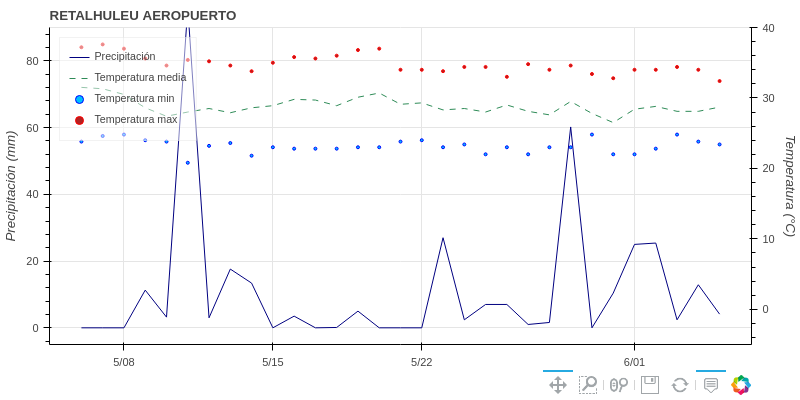 RETALHULEU AEROPUERTO
Precipitación
Temperatura media
Temperatura min
Temperatura max
Precipitación (mm)
80
60
40
20
0
Temperatura (°C)
40
30
20
10
0
5/08
5/15
5/22
6/01